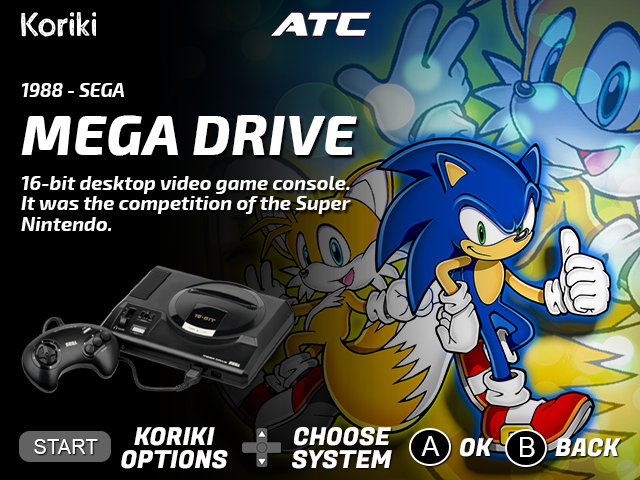 Koriki
ATC
1988 - SEGA
MEGA DRIVE
16-bit desktop video game console.
It was the competition of the Super
Nintendo.
16-BIT
SEGA
START
KORIKI
OPTIONS
CHOOSE
SYSTEM
A
OK
B
BACK